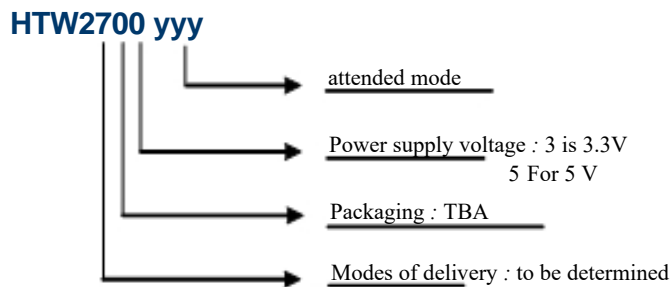 HTW2700 yyy
attended mode
Power supply voltage : 3 is 3.3V
5 For 5 V
Packaging : TBA
Modes of delivery : to be determined